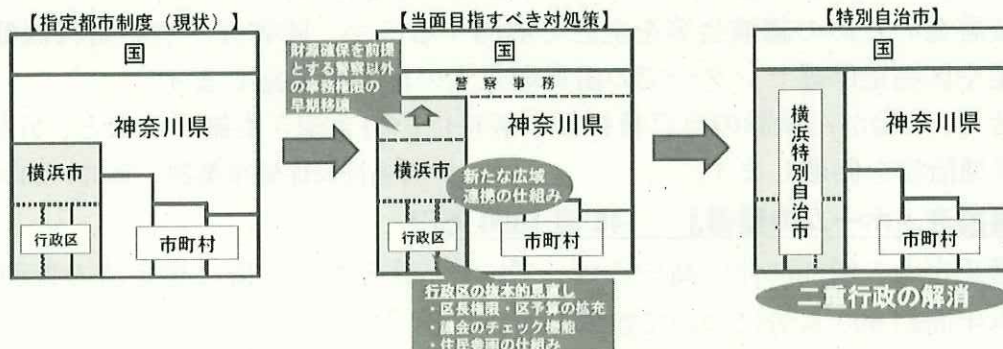 【指定都市制度（現状）】
国
神奈川県
横浜市
行政区
市町村
【当面目指すべき対処策】
財源確保を前提
とする警察以外
の事務権限の
早期移譲
国
警察事務
神奈川県
横浜市
新たな広域
連携の仕組み
行政区
市町村
行政区の抜本的見直し
・区長権限・区予算の拡充
・議会のチェック機能
・住民参画の仕組み
【特別自治市】
国
神奈川県
横浜特別自治市
市町村
二重行政の解消